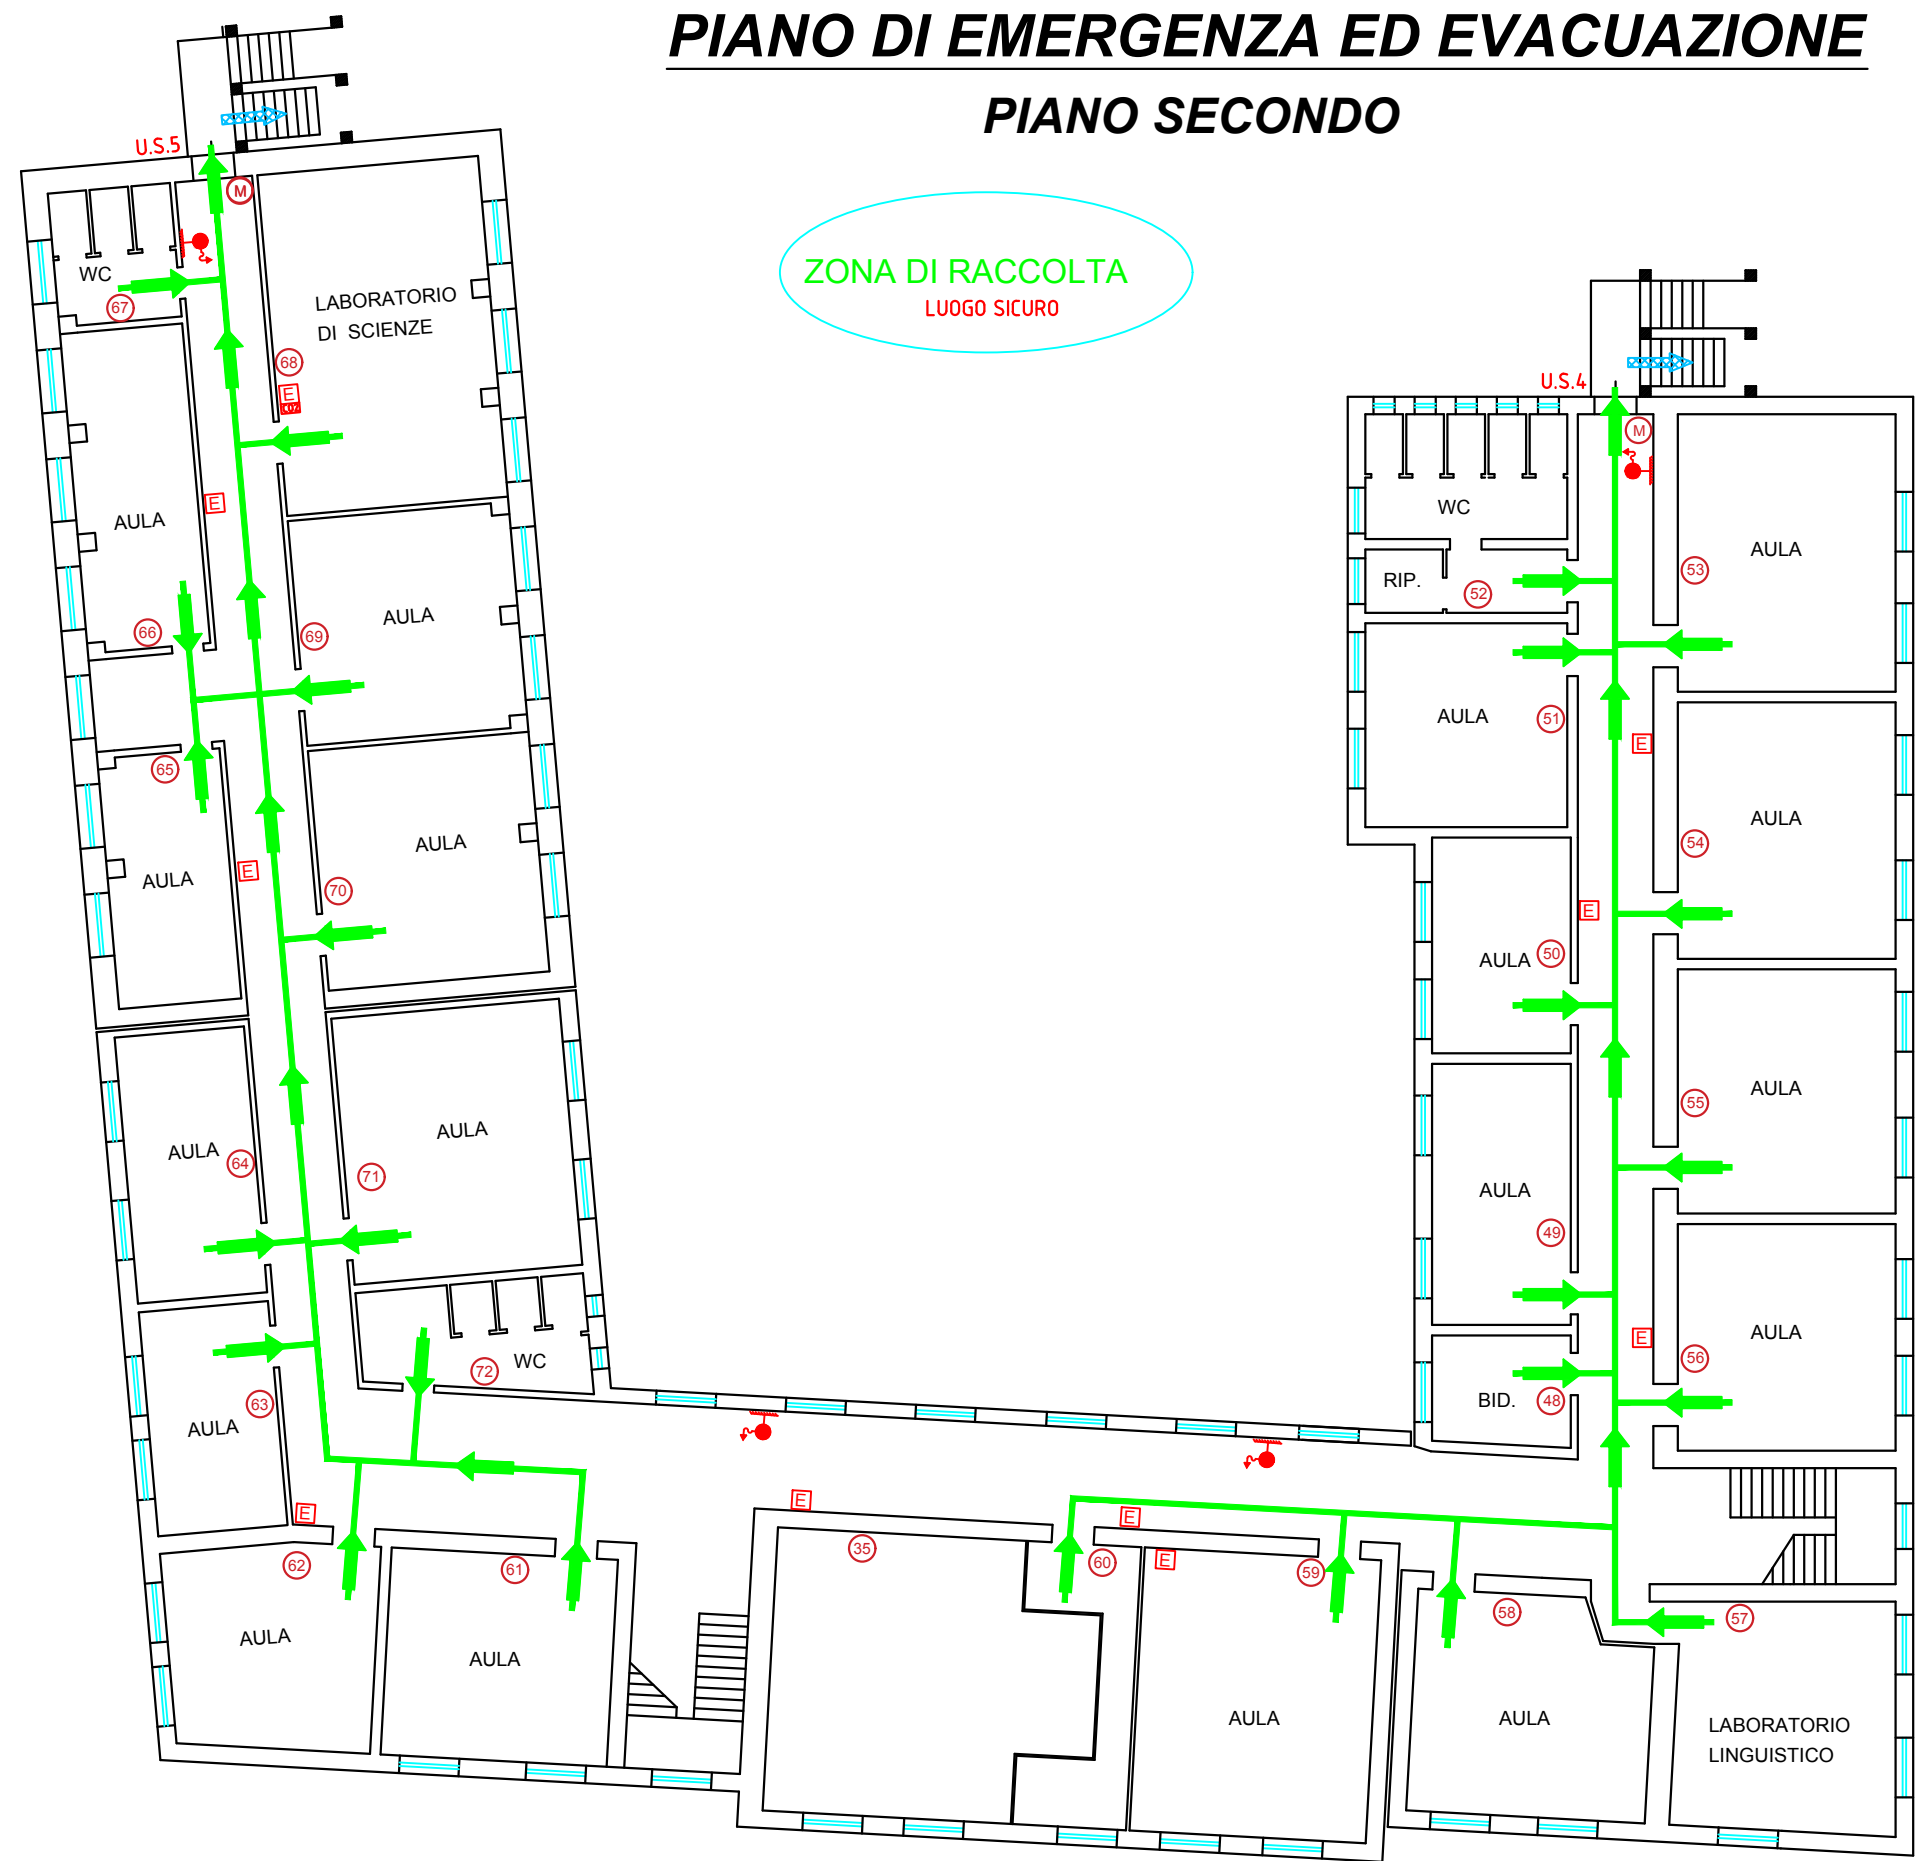 PIANO DI EMERGENZA ED EVACUAZIONE
PIANO SECONDO
U.S.5
M
WC
67
LABORATORIO
DI SCIENZE
68
E
CO2
ZONA DI RACCOLTA
LUOGO SICURO
U.S.4
M
WC
RIP.
52
AULA
53
AULA
E
66
AULA
69
AULA
51
E
AULA
54
65
AULA
E
AULA
70
E
AULA
50
AULA
55
AULA
64
AULA
71
AULA
49
E
AULA
56
WC
72
AULA
63
BID.
48
E
E
E
E
62
AULA
61
AULA
35
60
59
AULA
58
AULA
57
LABORATORIO
LINGUISTICO